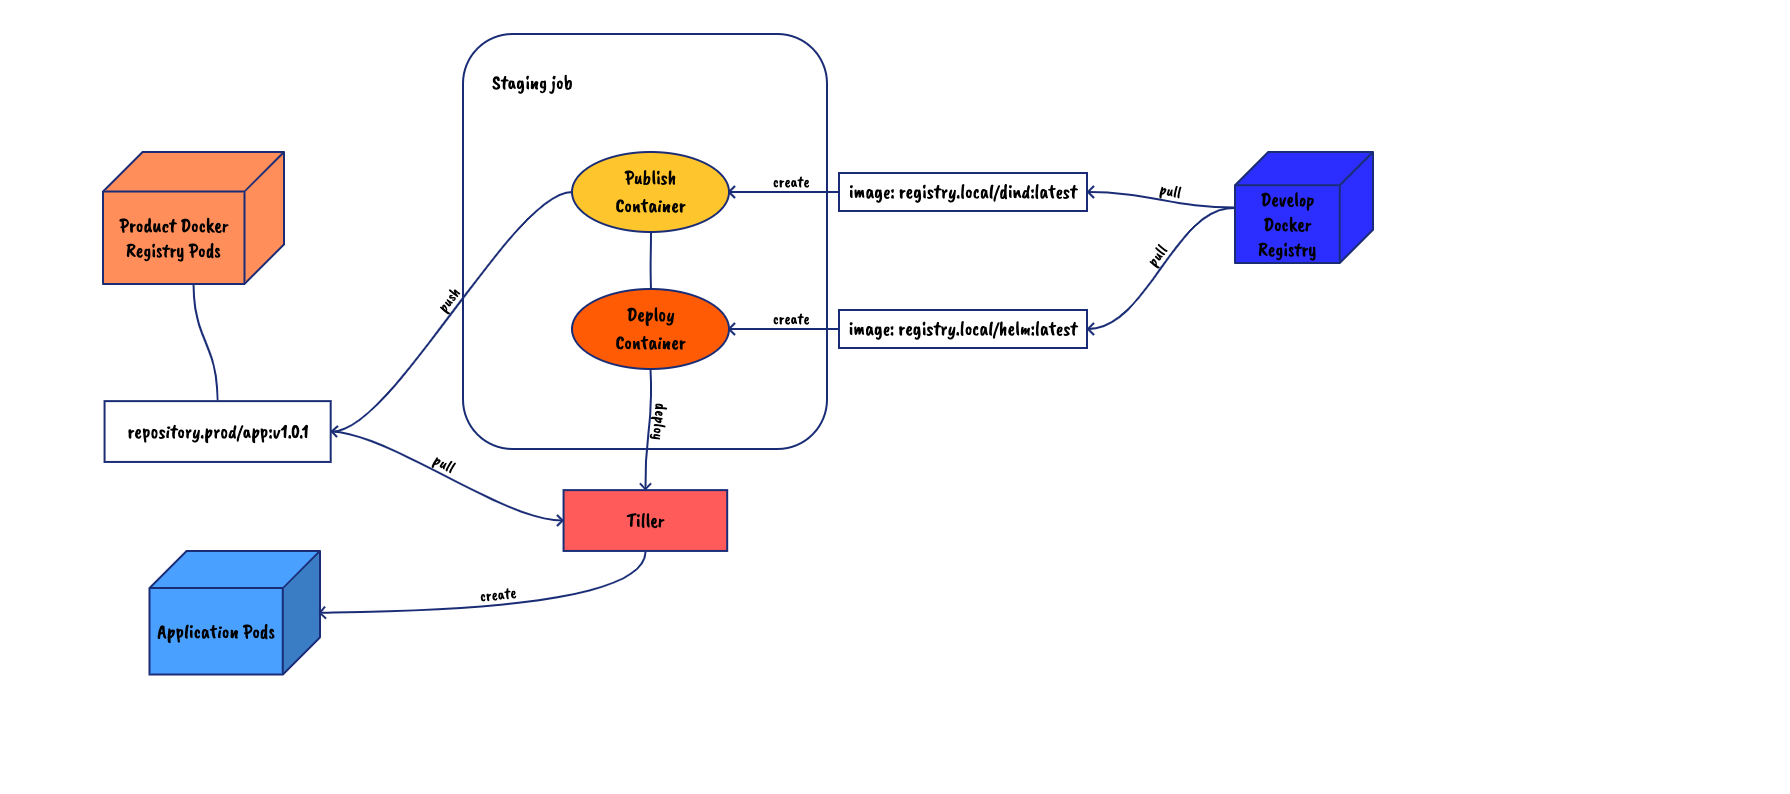 Staging job
Product Docker
Registry Pods
Publish
Container
create
image: registry.local/dind:latest
pull
Develop
Docker
Registry
pull
push
Deploy
Container
create
image: registry.local/helm:latest
deploy
repository.prod/app:v1.0.1
pull
Tiller
create
Application Pods